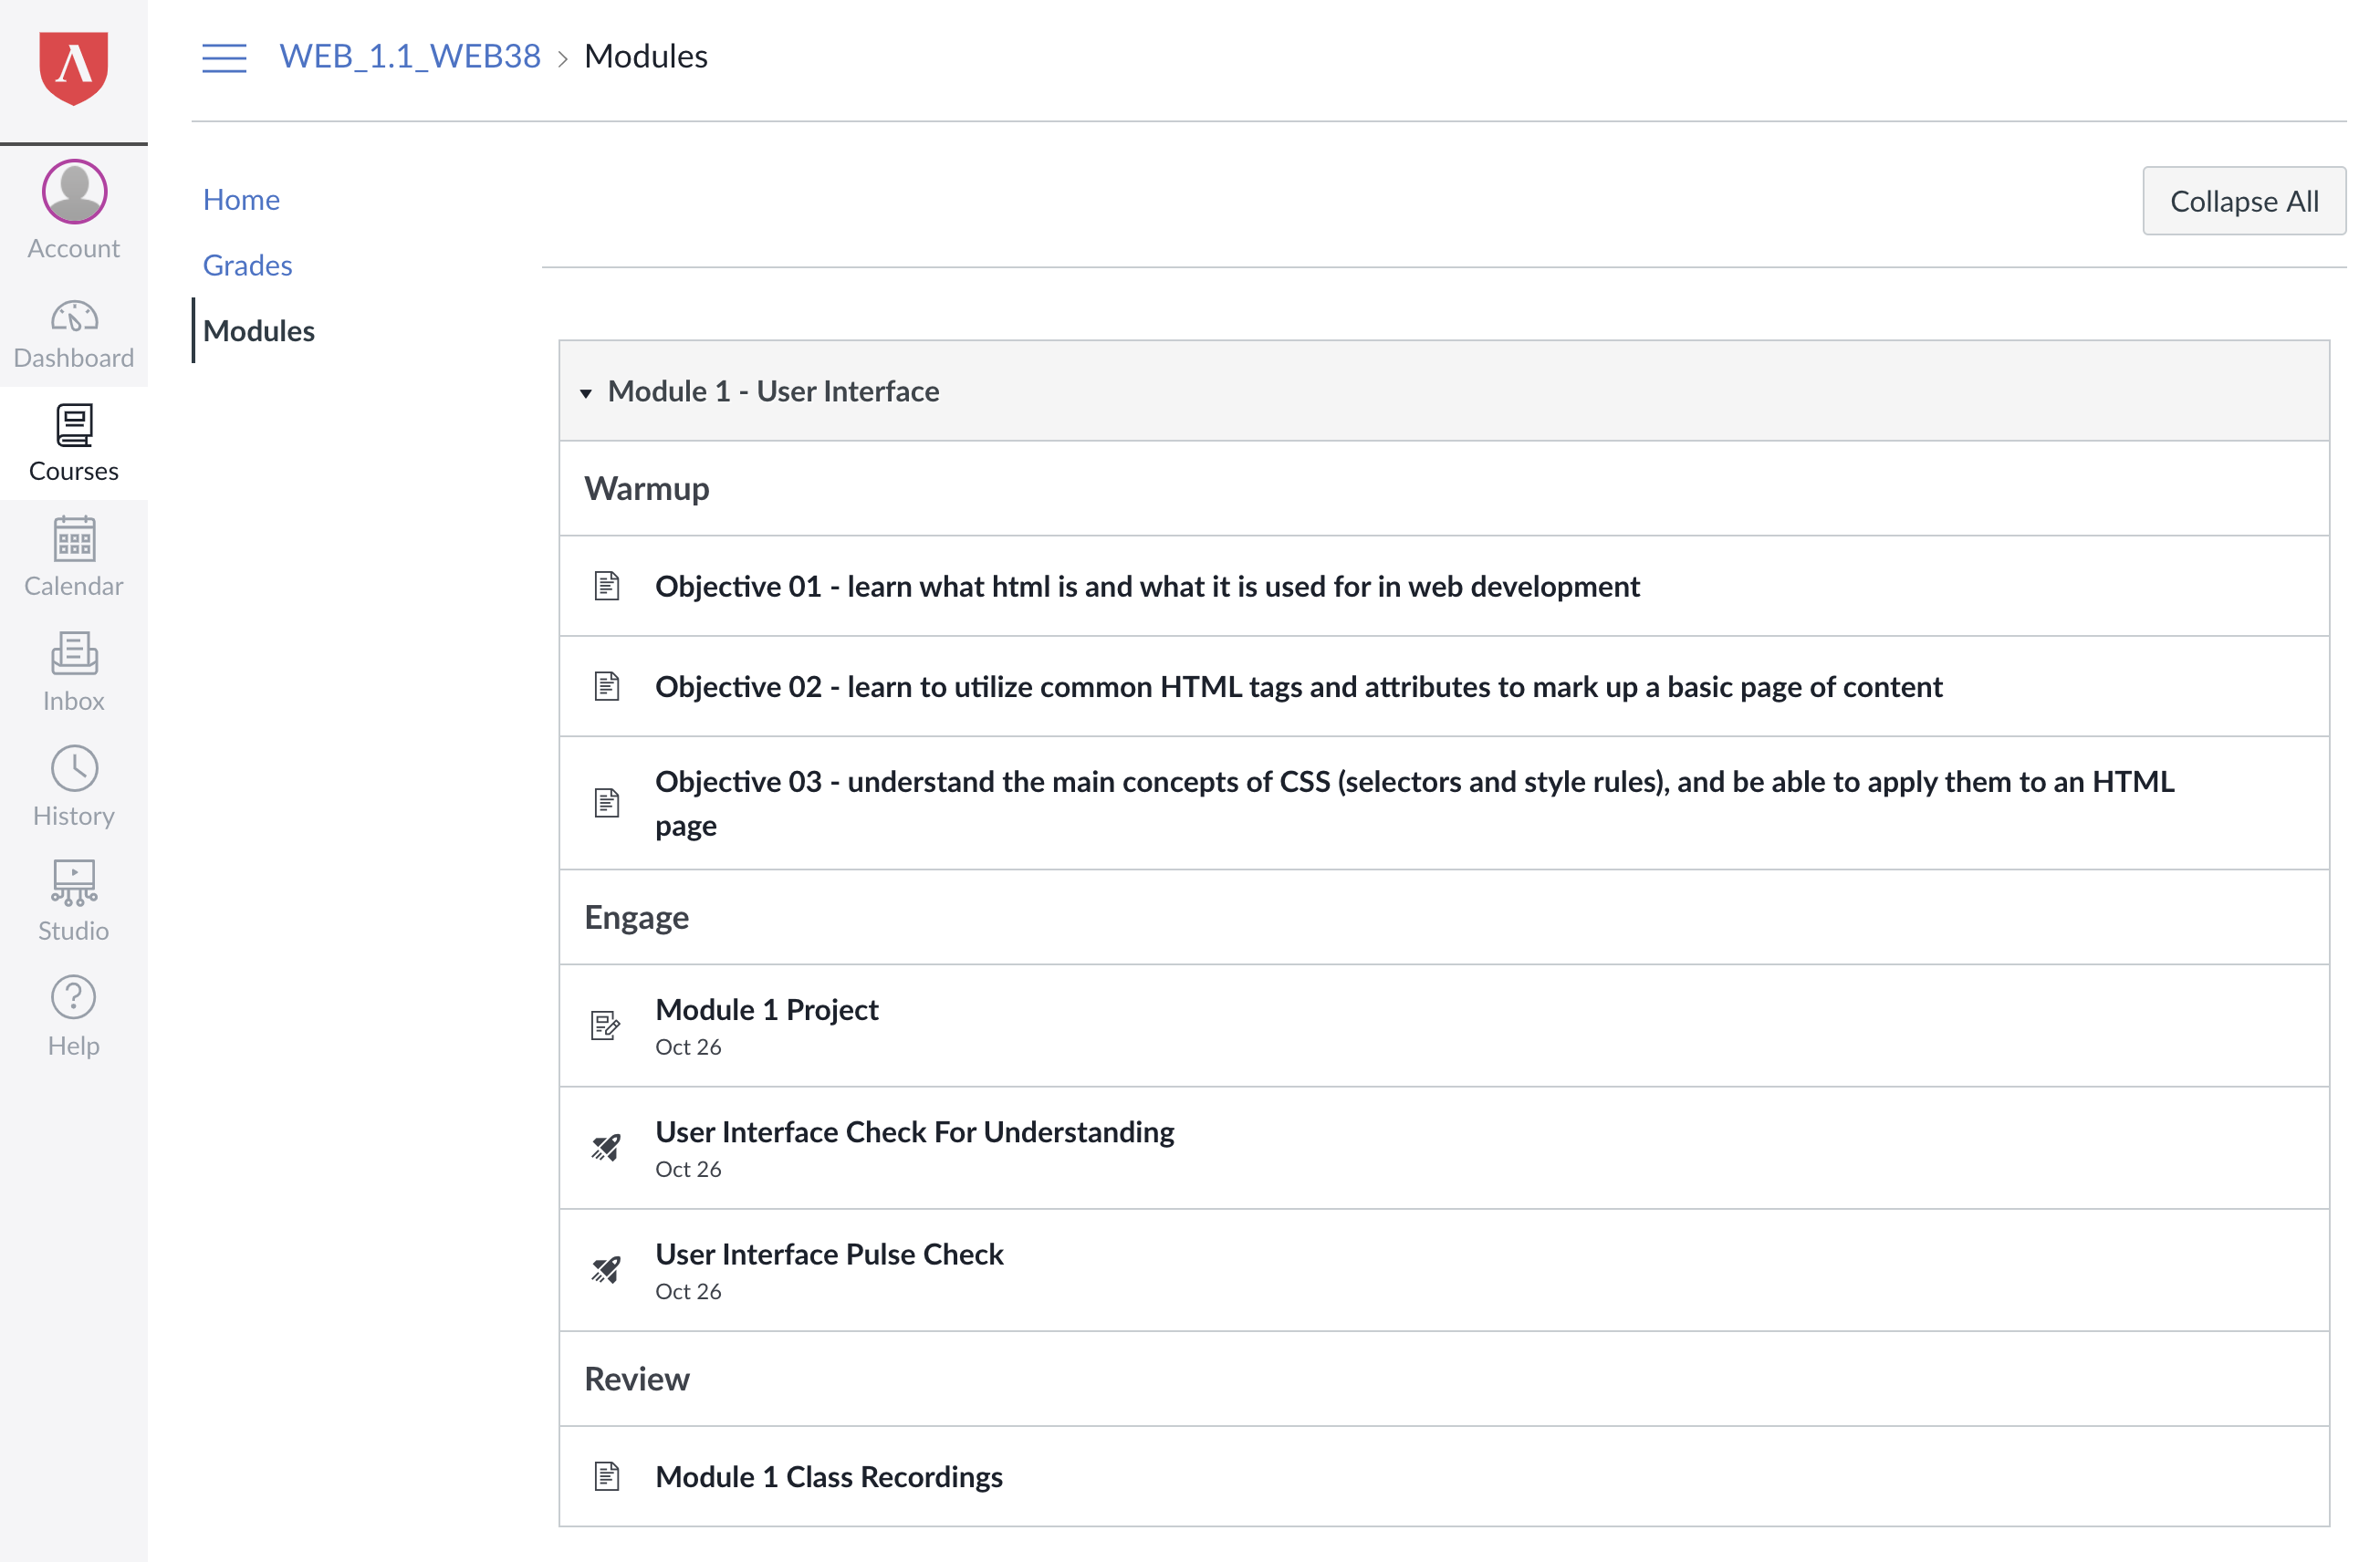 WEB_1.1_WEB38 > Modules
Account
Dashboard
Courses
Calendar
Inbox
History
Studio
Help
Home
Grades
Modules
Collapse All
Module 1 - User Interface
Warmup
Objective 01 - learn what html is and what it is used for in web development
Objective 02 - learn to utilize common HTML tags and attributes to mark up a basic page of content
Objective 03 - understand the main concepts of CSS (selectors and style rules), and be able to apply them to an HTML
page
Engage
Module 1 Project
Oct 26
User Interface Check For Understanding
Oct 26
User Interface Pulse Check
Oct 26
Review
Module 1 Class Recordings